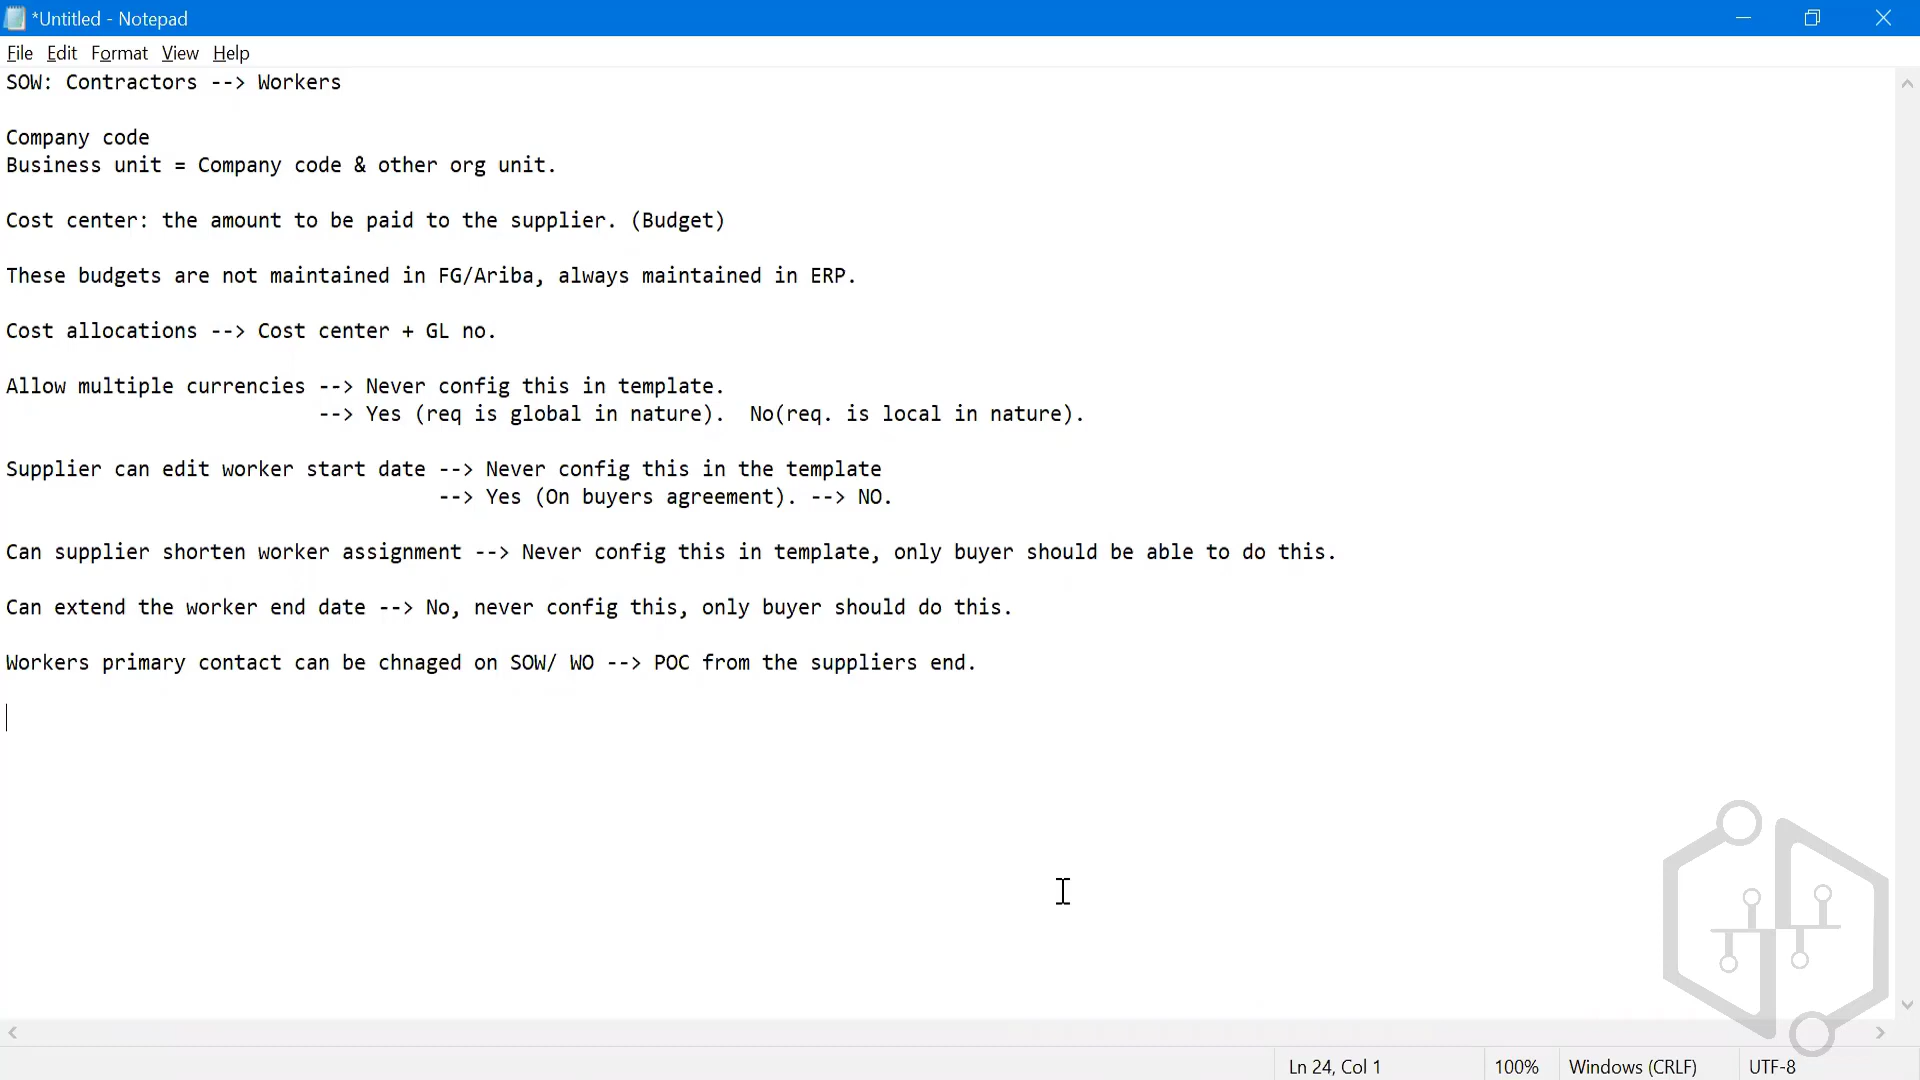 *Untitled - Notepad
File Edit Format View Help
SOW: Contractors --> Workers
Company code
Business unit = Company code & other org unit.
Cost center: the amount to be paid to the supplier. (Budget)
These budgets are not maintained in FG/Ariba, always maintained in ERP.
Cost allocations --> Cost center + GL no.
Allow multiple currencies --> Never config this in template.
--> Yes (req is global in nature). No(req. is local in nature).
Supplier can edit worker start date --> Never config this in the template
--> Yes (On buyers agreement). --> NO.
Can supplier shorten worker assignment --> Never config this in template, only buyer should be able to do this.
Can extend the worker end date --> No, never config this, only buyer should do this.
Workers primary contact can be chnaged on SOW/ WO --> POC from the suppliers end.
Ln 24, Col 1 100% Windows (CRLF) UTF-8